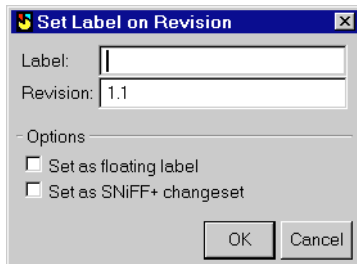 Set Label on Revision
Label:
Revision: 1.1
Options
Set as floating label
Set as SNiFF+ changeset
OK Cancel